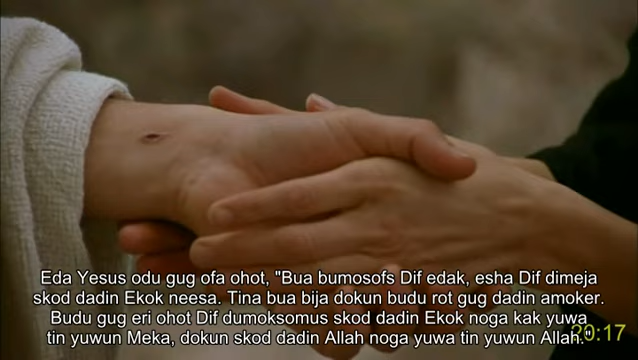 Eda Yesus odu gug ofa ohot, "Bua bumosofs Dif edak, esha Dif dimeja
skod dadin Ekok neesa. Tina bua bija dokun budu rot gug dadin amoker.
Budu gug eri ohot Dif dumoksomus skod dadin Ekok noga kak yuwa
tin yuwun Meka, dokun skod dadin Allah noga yuwa tin yuwun Allah."
20:17